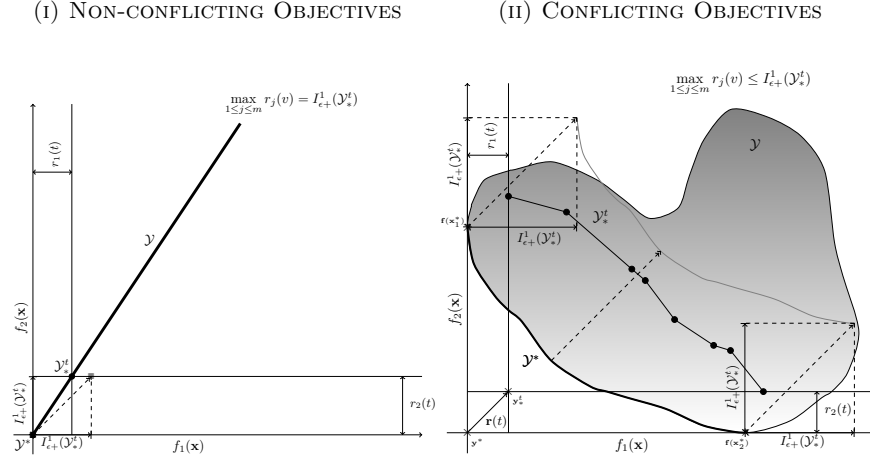 (I) NON-CONFLICTING OBJECTIVES
(II) CONFLICTING OBJECTIVES
max r_j(v) = I^1_{ϵ+}(𝒴^t_*)
1≤j≤m
r_1(t)
𝒴
f_2(x)
𝒴^t_*
I^1_{ϵ+}(𝒴^t_*)
r_2(t)
𝒴*
I^1_{ϵ+}(𝒴^t_*)
f_1(x)
max r_j(v) ≤ I^1_{ϵ+}(𝒴^t_*)
1≤j≤m
r_1(t)
𝒴
I^1_{ϵ+}(𝒴^t_*)
𝒴^t_*
f(x^*_1)
I^1_{ϵ+}(𝒴^t_*)
f_2(x)
𝒴*
I^1_{ϵ+}(𝒴^t_*)
y^t_*
r_2(t)
r(t)
y*
f_1(x)
f(x^*_2)
I^1_{ϵ+}(𝒴^t_*)